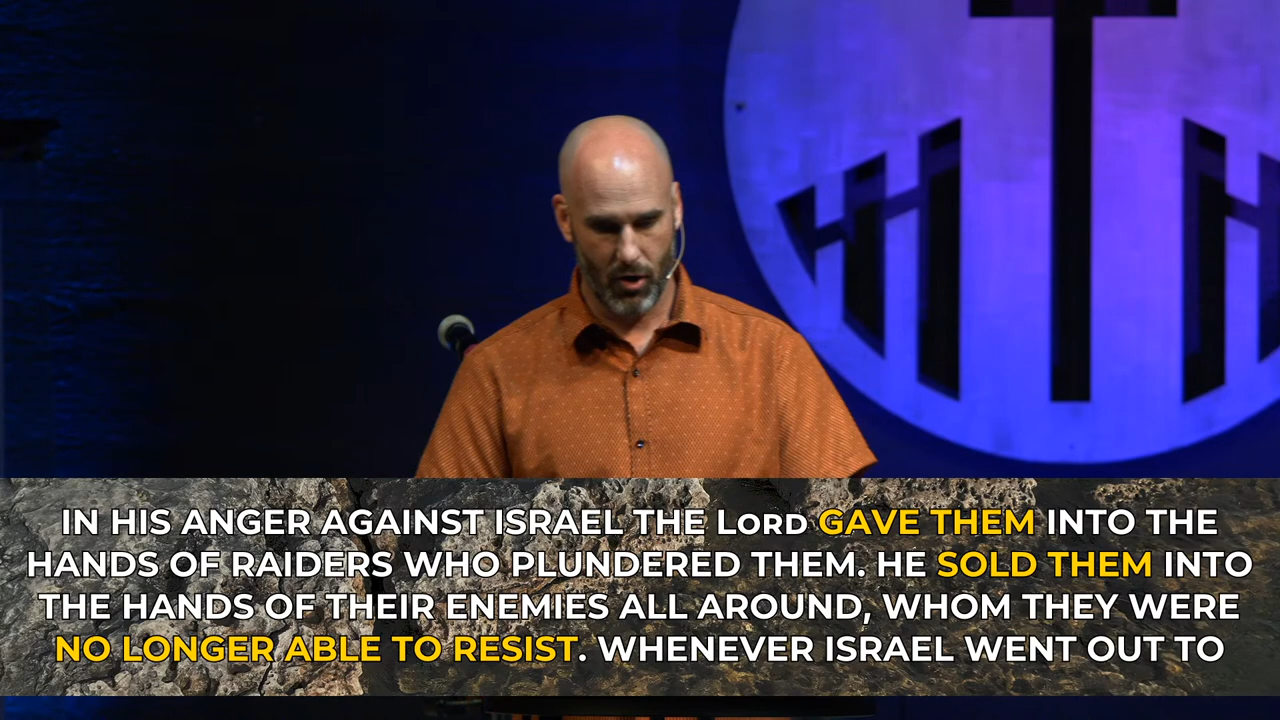 IN HIS ANGER AGAINST ISRAEL THE Lord GAVE THEM INTO THE
HANDS OF RAIDERS WHO PLUNDERED THEM. HE SOLD THEM INTO
THE HANDS OF THEIR ENEMIES ALL AROUND, WHOM THEY WERE
NO LONGER ABLE TO RESIST. WHENEVER ISRAEL WENT OUT TO